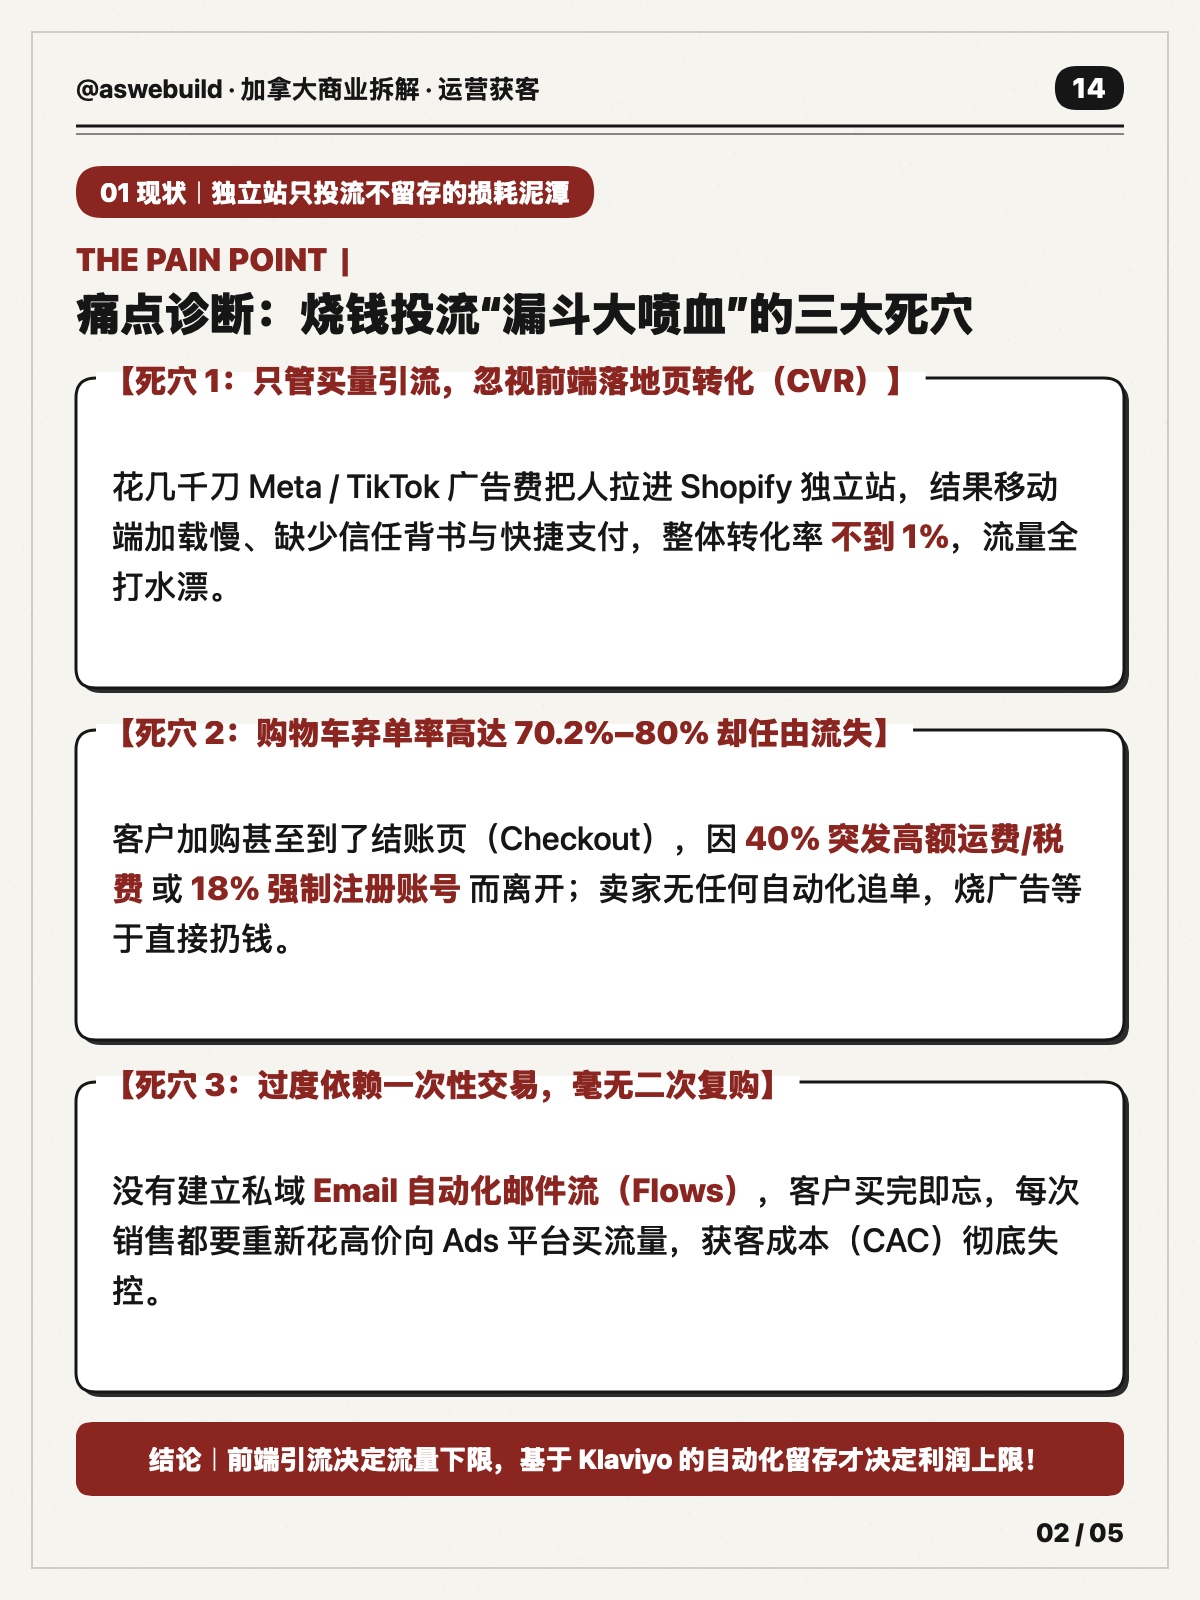 @aswebuild · 加拿大商业拆解 · 运营获客
14
01 现状｜独立站只投流不留存的损耗泥潭
THE PAIN POINT |
痛点诊断：烧钱投流“漏斗大喷血”的三大死穴
【死穴 1：只管买量引流，忽视前端落地页转化（CVR）】
花几千刀 Meta / TikTok 广告费把人拉进 Shopify 独立站，结果移动
端加载慢、缺少信任背书与快捷支付，整体转化率 不到 1%，流量全
打水漂。
【死穴 2：购物车弃单率高达 70.2%–80% 却任由流失】
客户加购甚至到了结账页（Checkout），因 40% 突发高额运费/税
费 或 18% 强制注册账号 而离开；卖家无任何自动化追单，烧广告等
于直接扔钱。
【死穴 3：过度依赖一次性交易，毫无二次复购】
没有建立私域 Email 自动化邮件流（Flows），客户买完即忘，每次
销售都要重新花高价向 Ads 平台买流量，获客成本（CAC）彻底失
控。
结论｜前端引流决定流量下限，基于 Klaviyo 的自动化留存才决定利润上限！
02 / 05